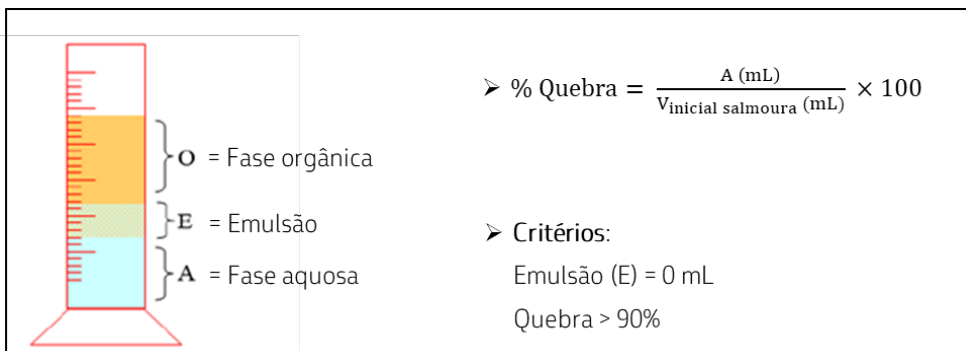 O = Fase orgânica
E = Emulsão
A = Fase aquosa
➢ % Quebra = A (mL) / V inicial salmoura (mL) × 100
➢ Critérios:
Emulsão (E) = 0 mL
Quebra > 90%